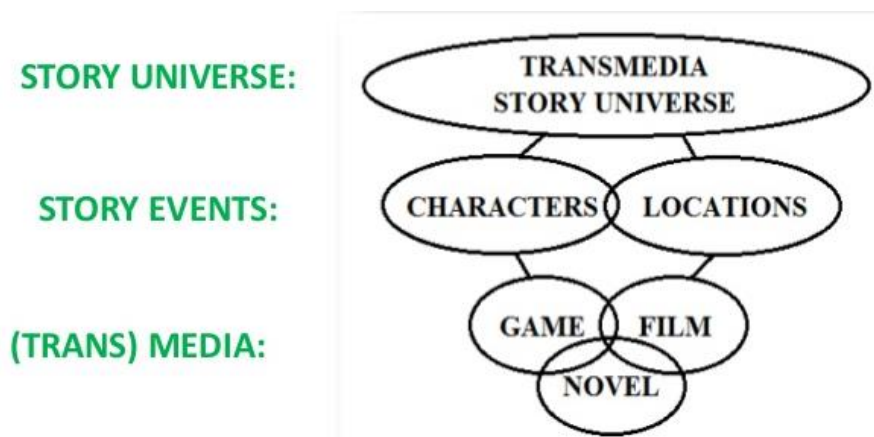 STORY UNIVERSE:
TRANSMEDIA
STORY UNIVERSE
STORY EVENTS:
CHARACTERS
LOCATIONS
(TRANS) MEDIA:
GAME
FILM
NOVEL